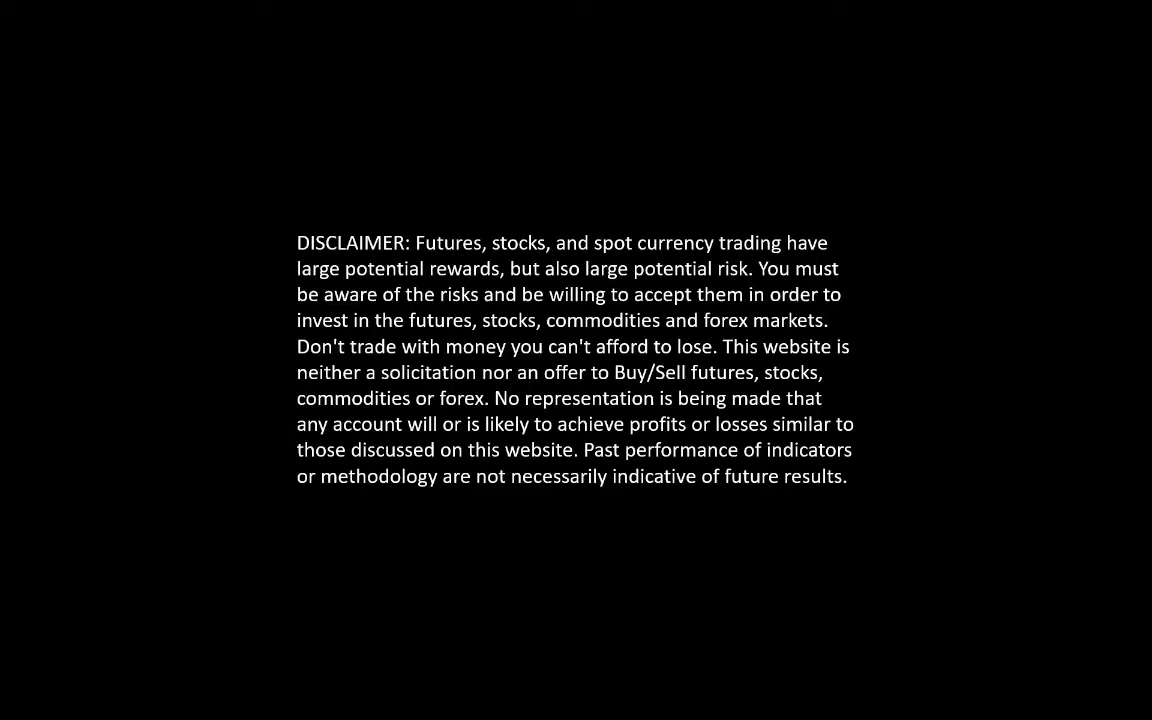 DISCLAIMER: Futures, stocks, and spot currency trading have
large potential rewards, but also large potential risk. You must
be aware of the risks and be willing to accept them in order to
invest in the futures, stocks, commodities and forex markets.
Don't trade with money you can't afford to lose. This website is
neither a solicitation nor an offer to Buy/Sell futures, stocks,
commodities or forex. No representation is being made that
any account will or is likely to achieve profits or losses similar to
those discussed on this website. Past performance of indicators
or methodology are not necessarily indicative of future results.